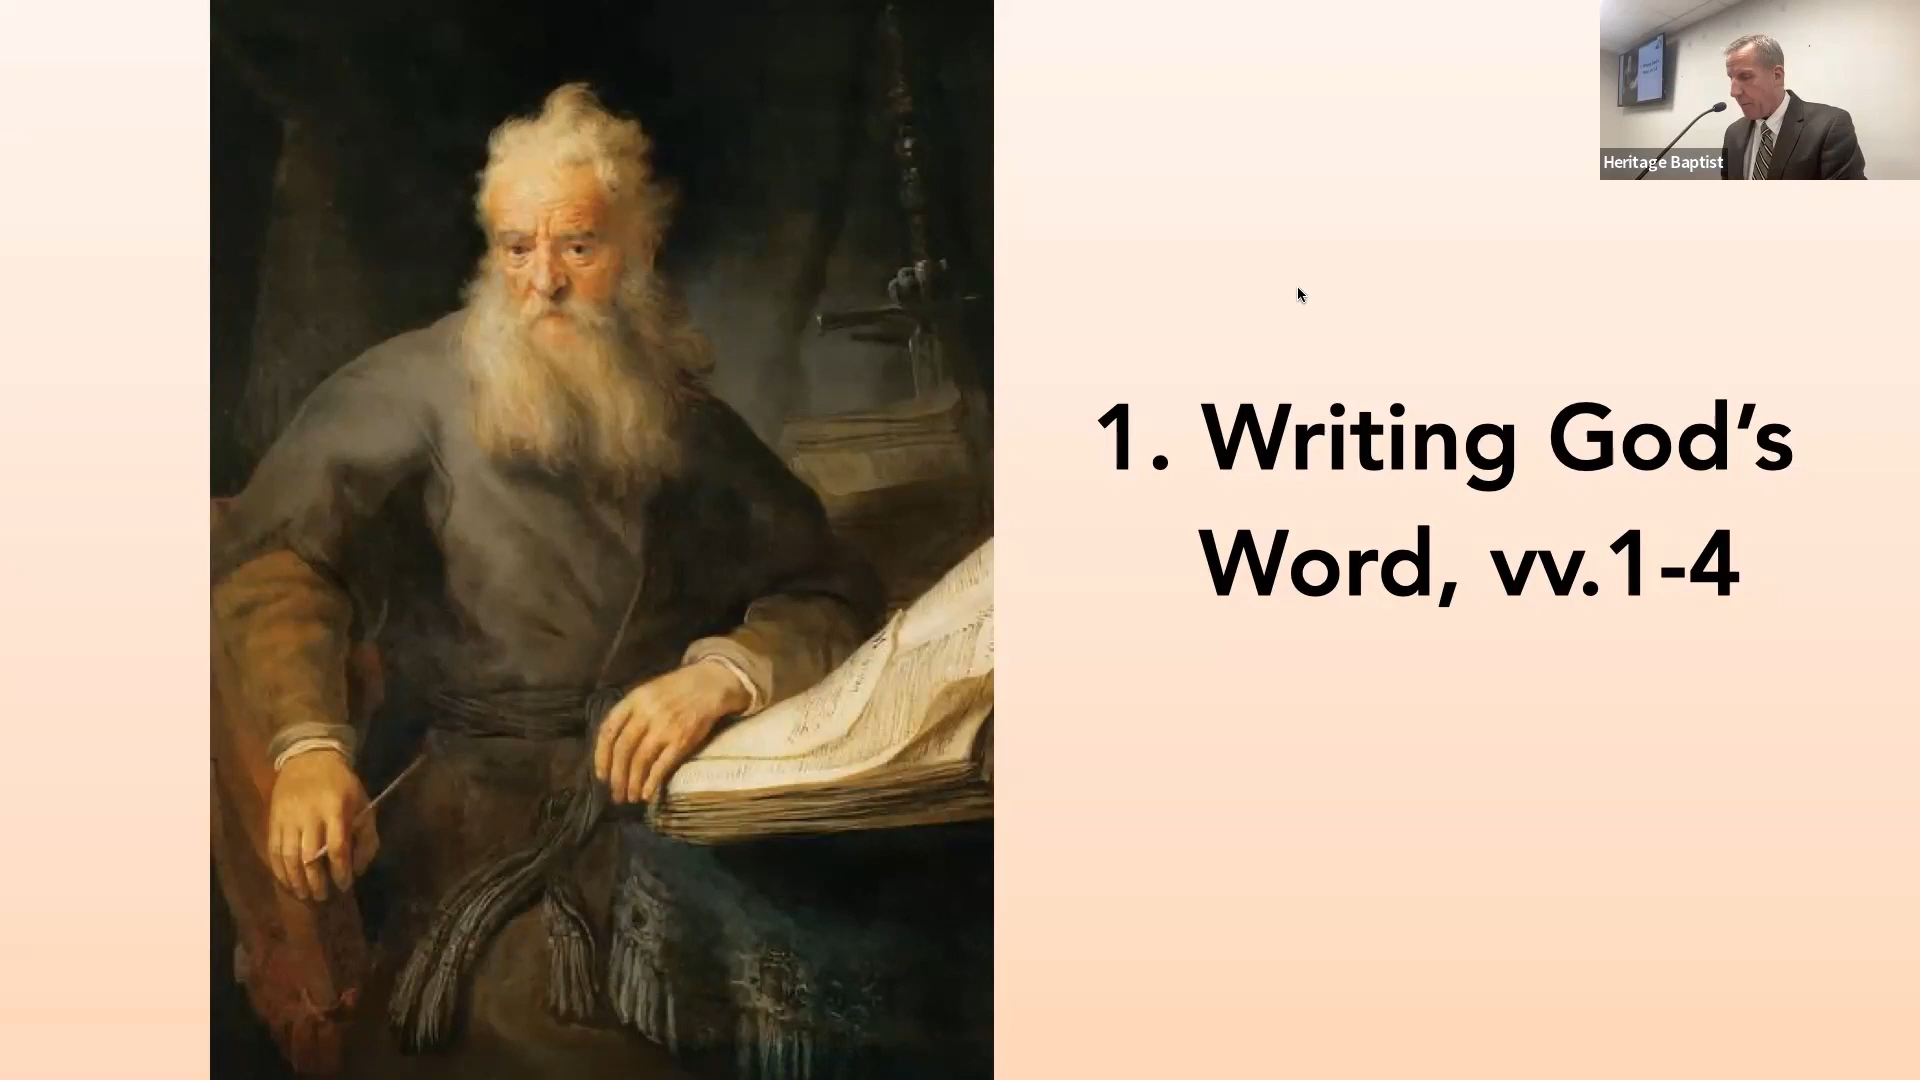 Heritage Baptist
1. Writing God’s
Word, vv.1-4